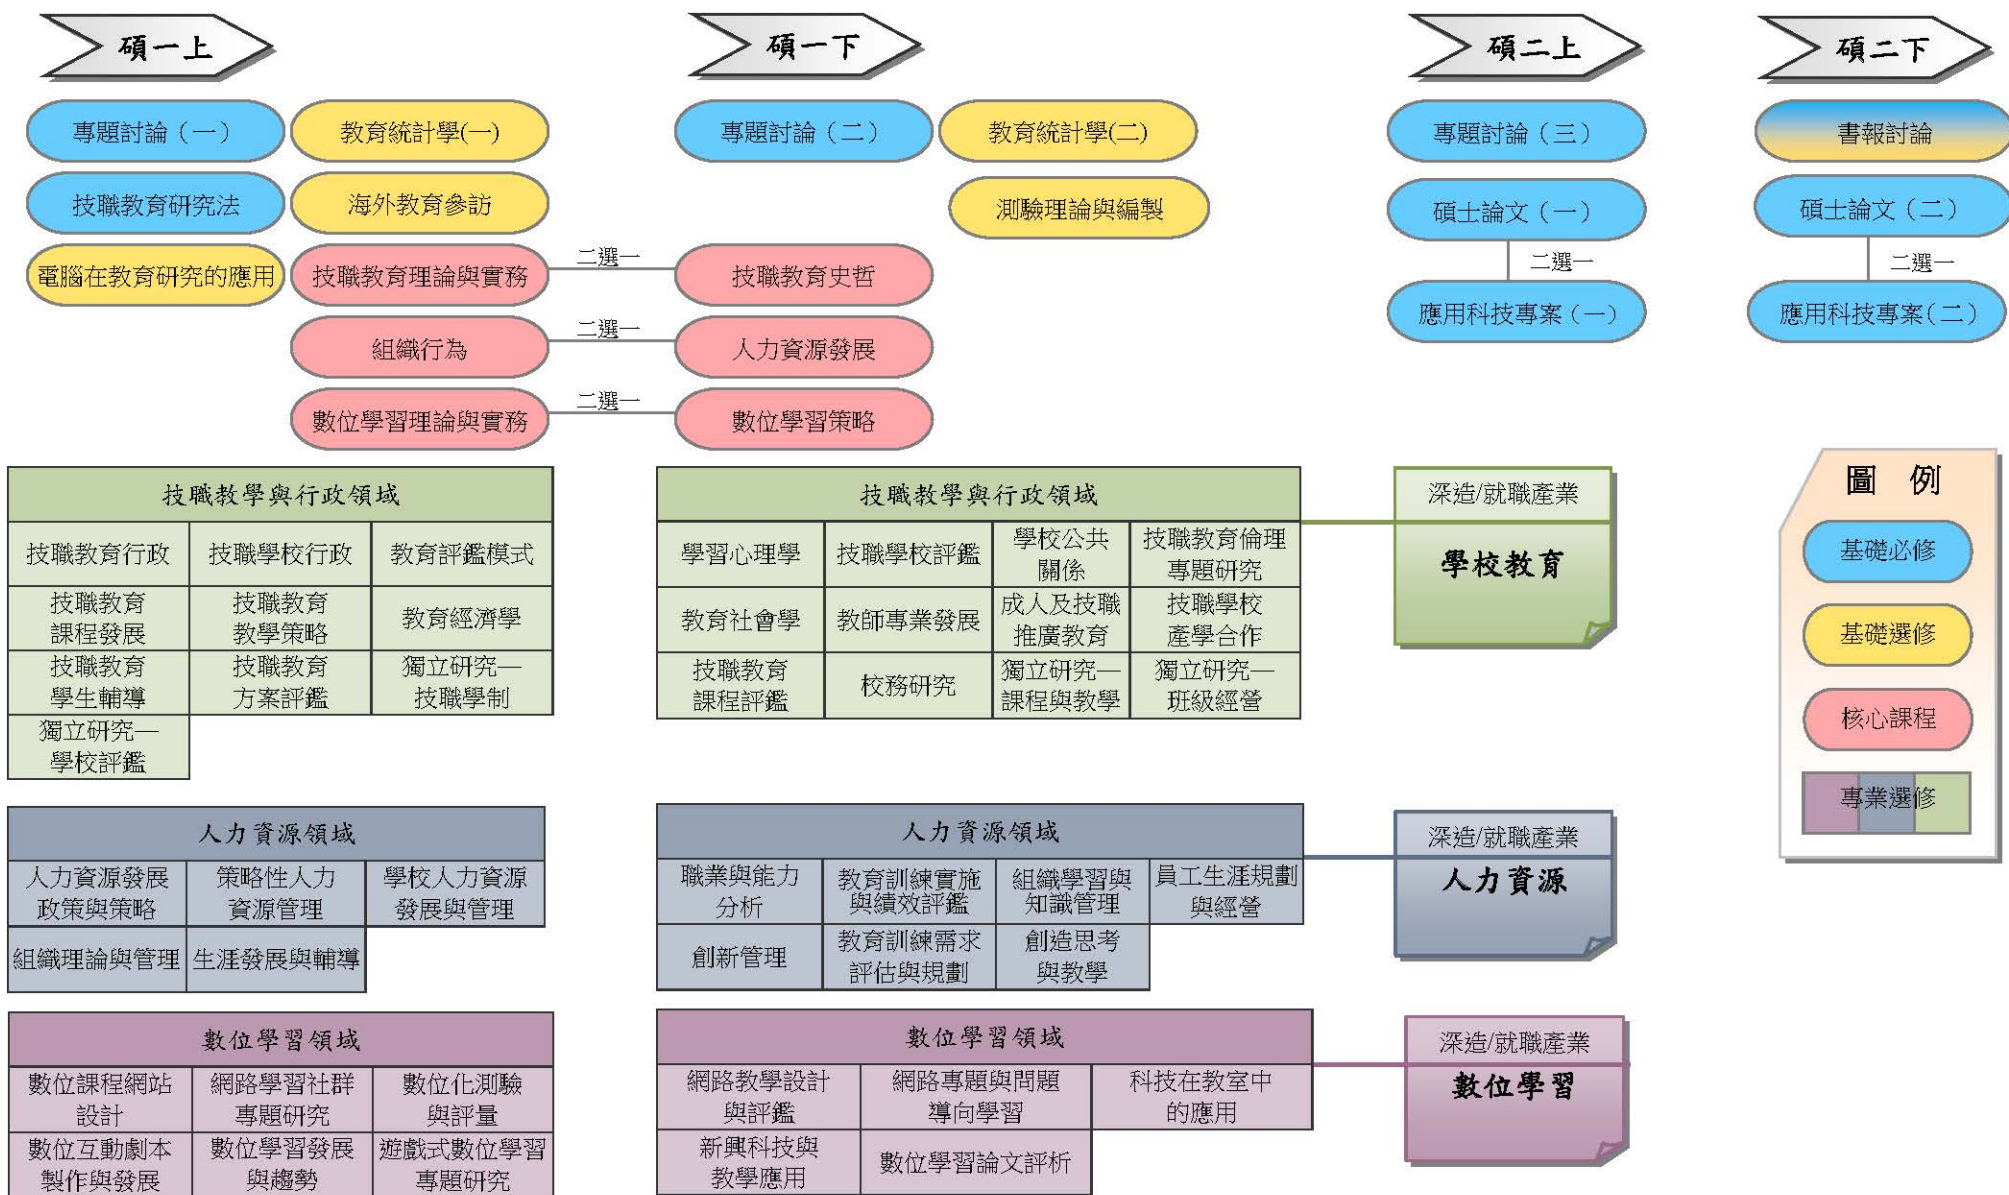 碩一上
碩一下
碩二上
碩二下
專題討論（一）
教育統計學(一)
專題討論（二）
教育統計學(二)
專題討論（三）
書報討論
技職教育研究法
海外教育參訪
測驗理論與編製
碩士論文（一）
碩士論文（二）
電腦在教育研究的應用
技職教育理論與實務
二選一
技職教育史哲
二選一
二選一
應用科技專案（一）
應用科技專案（二）
組織行為
二選一
人力資源發展
數位學習理論與實務
二選一
數位學習策略
技職教學與行政領域
技職教育行政
技職學校行政
教育評鑑模式
技職教育
課程發展
技職教育
教學策略
教育經濟學
技職教育
學生輔導
技職教育
方案評鑑
獨立研究—
技職學制
獨立研究—
學校評鑑
技職教學與行政領域
學習心理學
技職學校評鑑
學校公共
關係
技職教育倫理
專題研究
教育社會學
教師專業發展
成人及技職
推廣教育
技職學校
產學合作
技職教育
課程評鑑
校務研究
獨立研究—
課程與教學
獨立研究—
班級經營
深造/就職產業
學校教育
圖 例
基礎必修
基礎選修
核心課程
專業選修
人力資源領域
人力資源發展
政策與策略
策略性人力
資源管理
學校人力資源
發展與管理
組織理論與管理
生涯發展與輔導
人力資源領域
職業與能力
分析
教育訓練實施
與績效評鑑
組織學習與
知識管理
員工生涯規劃
與經營
創新管理
教育訓練需求
評估與規劃
創造思考
與教學
深造/就職產業
人力資源
數位學習領域
數位課程網站
設計
網路學習社群
專題研究
數位化測驗
與評量
數位互動劇本
製作與發展
數位學習發展
與趨勢
遊戲式數位學習
專題研究
數位學習領域
網路教學設計
與評鑑
網路專題與問題
導向學習
科技在教室中
的應用
新興科技與
教學應用
數位學習論文評析
深造/就職產業
數位學習